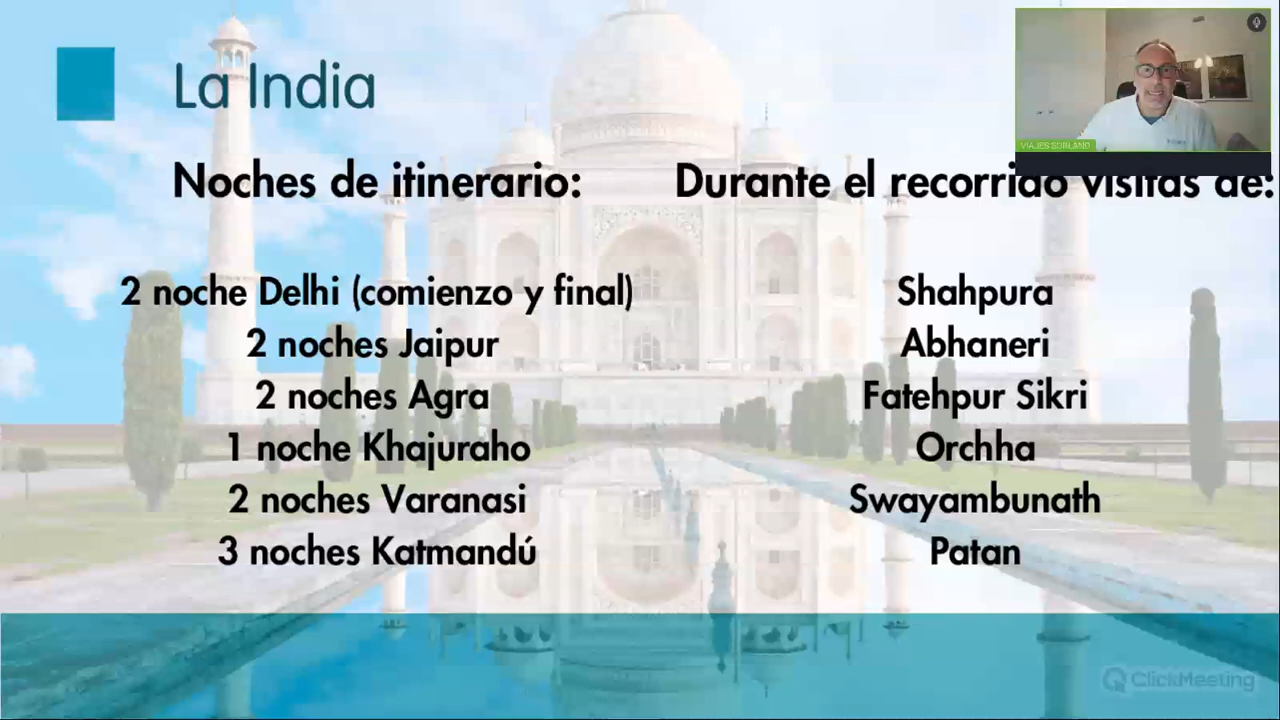 La India
Noches de itinerario:
2 noche Delhi (comienzo y final)
2 noches Jaipur
2 noches Agra
1 noche Khajuraho
2 noches Varanasi
3 noches Katmandú
Durante el recorrido visitas de:
Shahpura
Abhaneri
Fatehpur Sikri
Orchha
Swayambunath
Patan
VIAJES SORIANO
ClickMeeting